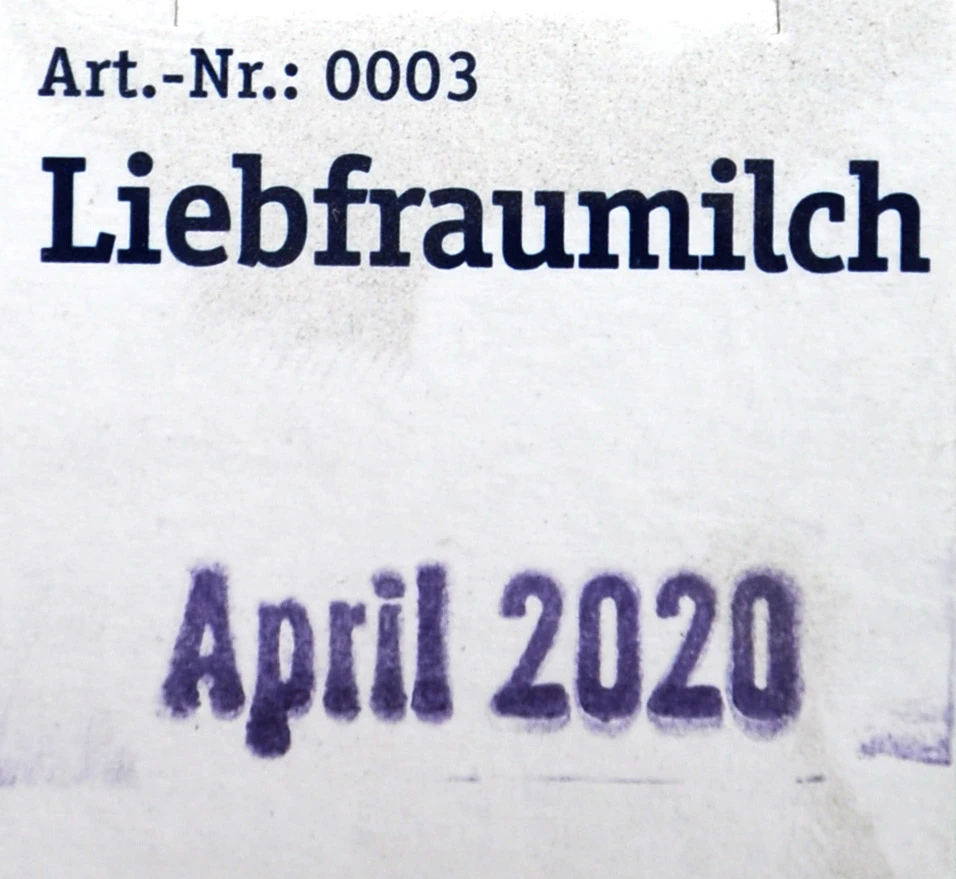 Art.-Nr.: 0003
Liebfraumilch
April 2020